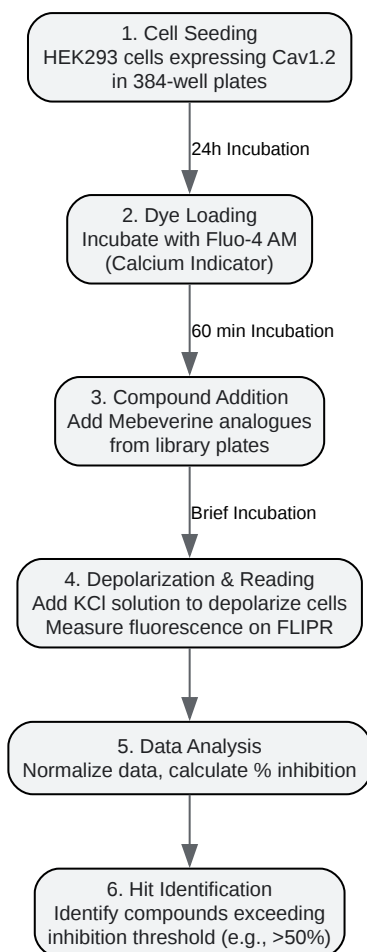 1. Cell Seeding
HEK293 cells expressing Cav1.2
in 384-well plates
24h Incubation
2. Dye Loading
Incubate with Fluo-4 AM
(Calcium Indicator)
60 min Incubation
3. Compound Addition
Add Mebeverine analogues
from library plates
Brief Incubation
4. Depolarization & Reading
Add KCl solution to depolarize cells
Measure fluorescence on FLIPR
5. Data Analysis
Normalize data, calculate % inhibition
6. Hit Identification
Identify compounds exceeding
inhibition threshold (e.g., >50%)